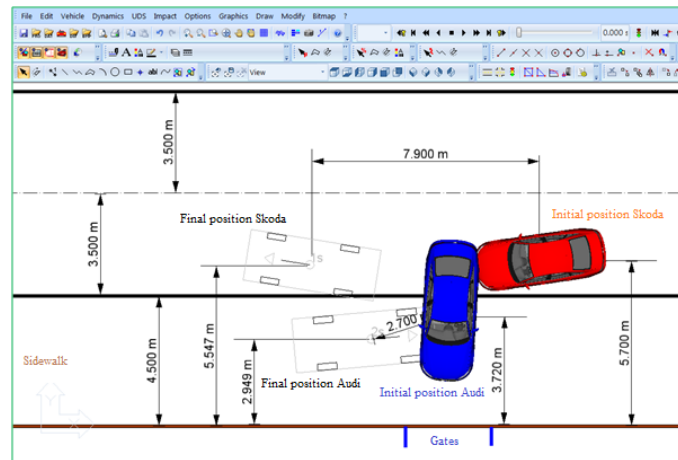 File Edit Vehicle Dynamics UDS Impact Options Graphics Draw Modify Bitmap ?
0.000 s
View
3.500 m
7.900 m
Final position Skoda
Initial position Skoda
3.500 m
s
2.700
4.500 m
5.547 m
2.949 m
3.720 m
5.700 m
Sidewalk
Final position Audi
Initial position Audi
Gates